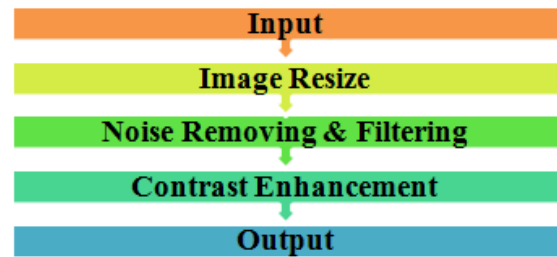 Input
Image Resize
Noise Removing & Filtering
Contrast Enhancement
Output